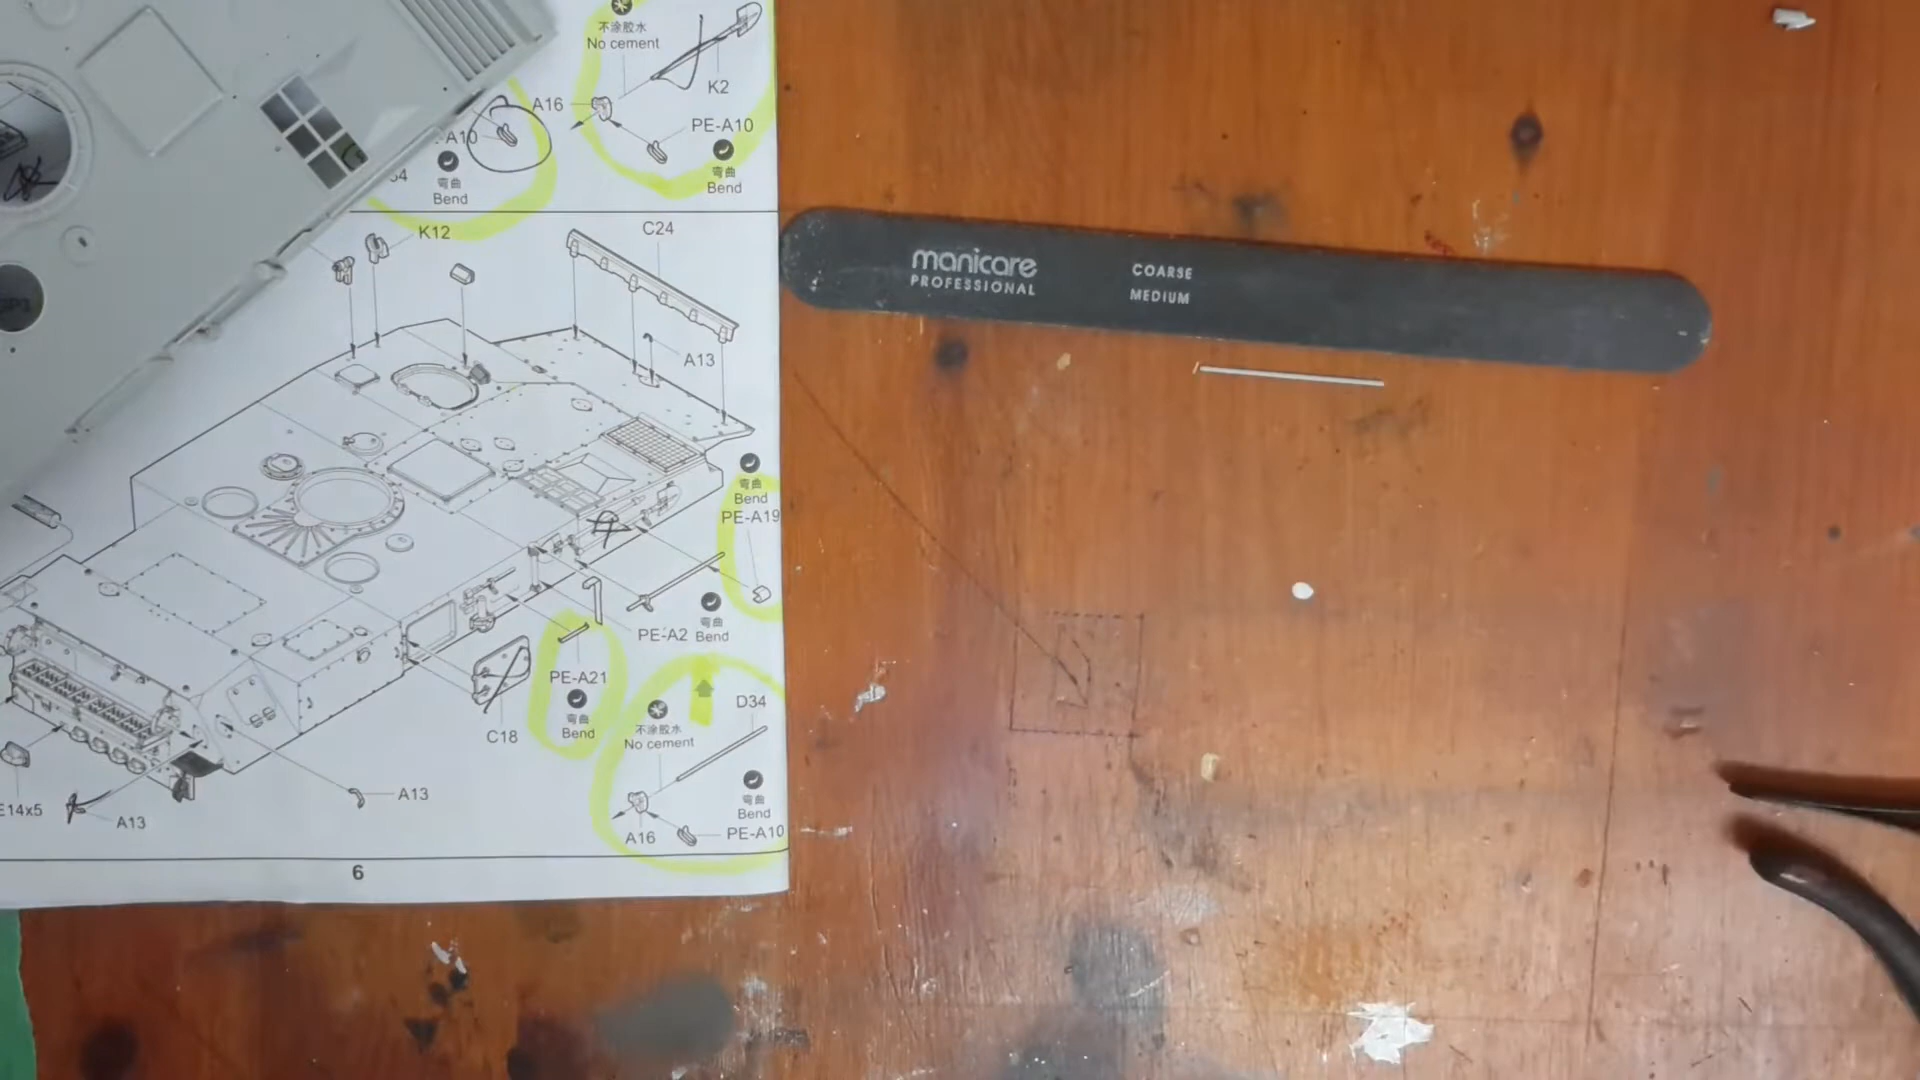 不涂胶水
No cement
K2
A16
PE-A10
弯曲
Bend
A10
弯曲
Bend
K12
C24
A13
弯曲
Bend
PE-A19
PE-A2
弯曲
Bend
PE-A21
弯曲
Bend
C18
不涂胶水
No cement
D34
弯曲
Bend
A16
PE-A10
A13
A13
E14x5
6
manicare
PROFESSIONAL
COARSE
MEDIUM